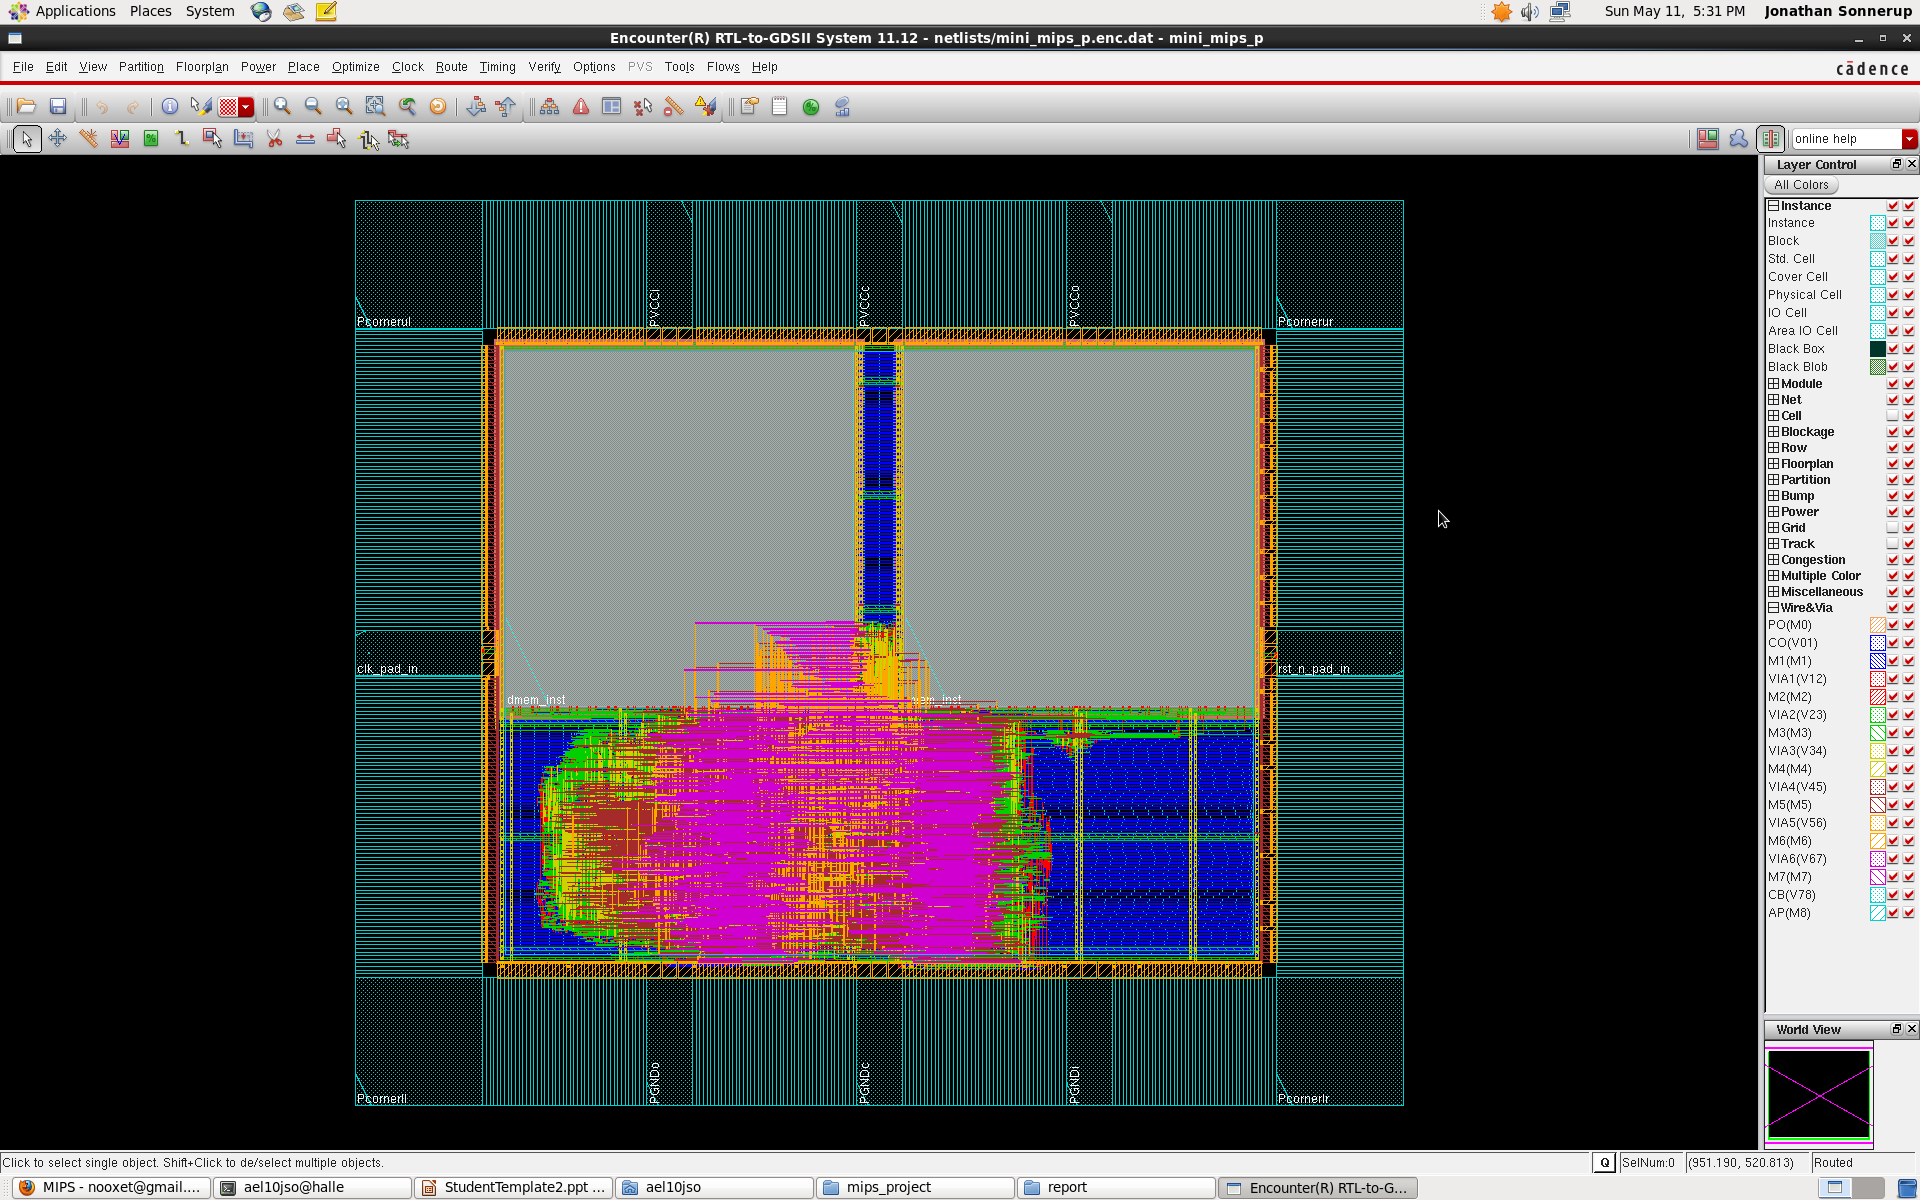 Applications Places System
Sun May 11, 5:31 PM Jonathan Sonnerup
Encounter(R) RTL-to-GDSII System 11.12 - netlists/mini_mips_p.enc.dat - mini_mips_p
File Edit View Partition Floorplan Power Place Optimize Clock Route Timing Verify Options PVS Tools Flows Help
cādence
online help
Layer Control
All Colors
Instance
Instance
Block
Std. Cell
Cover Cell
Physical Cell
IO Cell
Area IO Cell
Black Box
Black Blob
Module
Net
Cell
Blockage
Row
Floorplan
Partition
Bump
Power
Grid
Track
Congestion
Multiple Color
Miscellaneous
Wire&Via
PO(M0)
CO(V01)
M1(M1)
VIA1(V12)
M2(M2)
VIA2(V23)
M3(M3)
VIA3(V34)
M4(M4)
VIA4(V45)
M5(M5)
VIA5(V56)
M6(M6)
VIA6(V67)
M7(M7)
CB(V78)
AP(M8)
World View
Pcornerul
PVCCi
PVCCc
PVCCo
Pcornerur
clk_pad_in
rst_n_pad_in
dmem_inst
Pcornerll
PGNDo
PGNDc
PGNDi
Pcornerlr
Click to select single object. Shift+Click to de/select multiple objects.
Q SelNum:0 (951.190, 520.813) Routed
MIPS - nooxet@gmail.... ael10jso@halle StudentTemplate2.ppt ... ael10jso mips_project report Encounter(R) RTL-to-G...